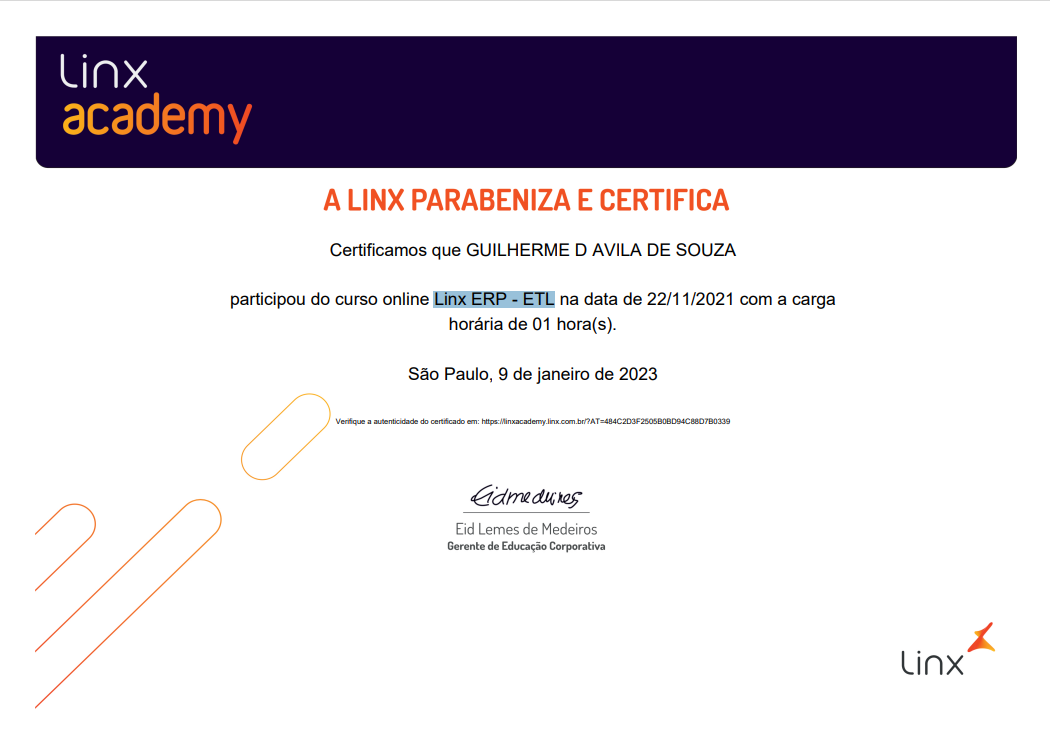 Linx
academy
A LINX PARABENIZA E CERTIFICA
Certificamos que GUILHERME D AVILA DE SOUZA
participou do curso online Linx ERP - ETL na data de 22/11/2021 com a carga
horária de 01 hora(s).
São Paulo, 9 de janeiro de 2023
Verifique a autenticidade do certificado em: https://linxacademy.linx.com.br/?AT=484C2D3F2505B0BD94C88D7B0339
Eidmedeiros
Eid Lemes de Medeiros
Gerente de Educação Corporativa
Linx